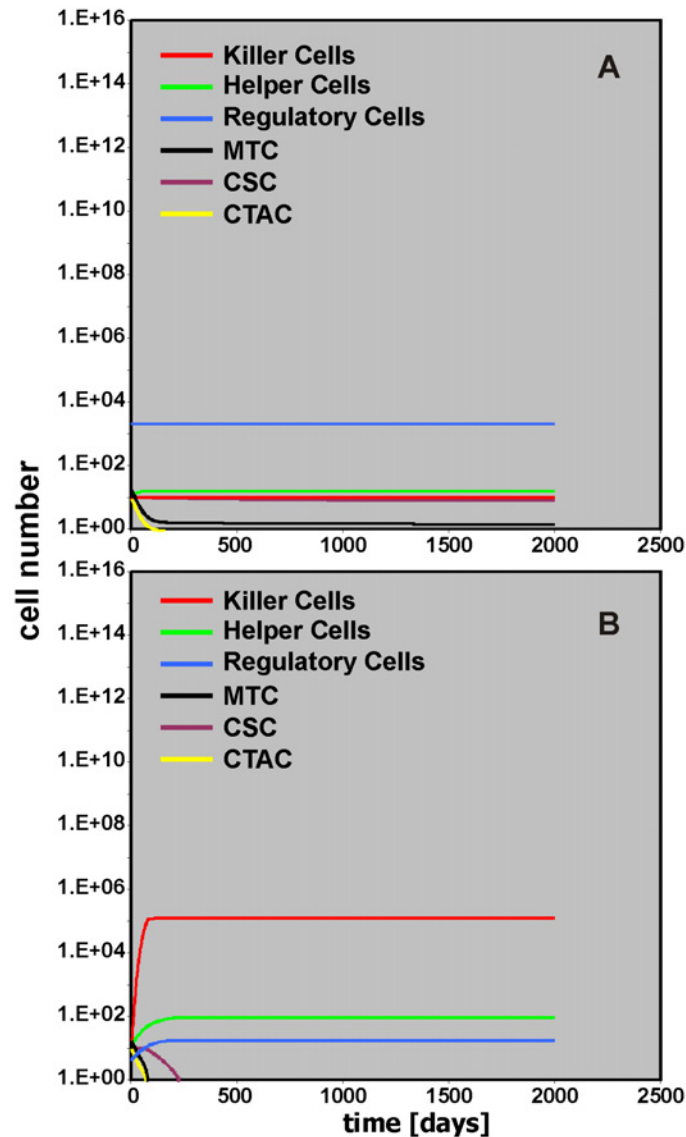 1.E+16
Killer Cells
A
1.E+14
Helper Cells
Regulatory Cells
1.E+12
MTC
CSC
1.E+10
CTAC
1.E+08
1.E+06
1.E+04
1.E+02
1.E+00
0 500 1000 1500 2000 2500
cell number
1.E+16
Killer Cells
B
1.E+14
Helper Cells
Regulatory Cells
1.E+12
MTC
CSC
1.E+10
CTAC
1.E+08
1.E+06
1.E+04
1.E+02
1.E+00
0 500 1000 1500 2000 2500
time [days]